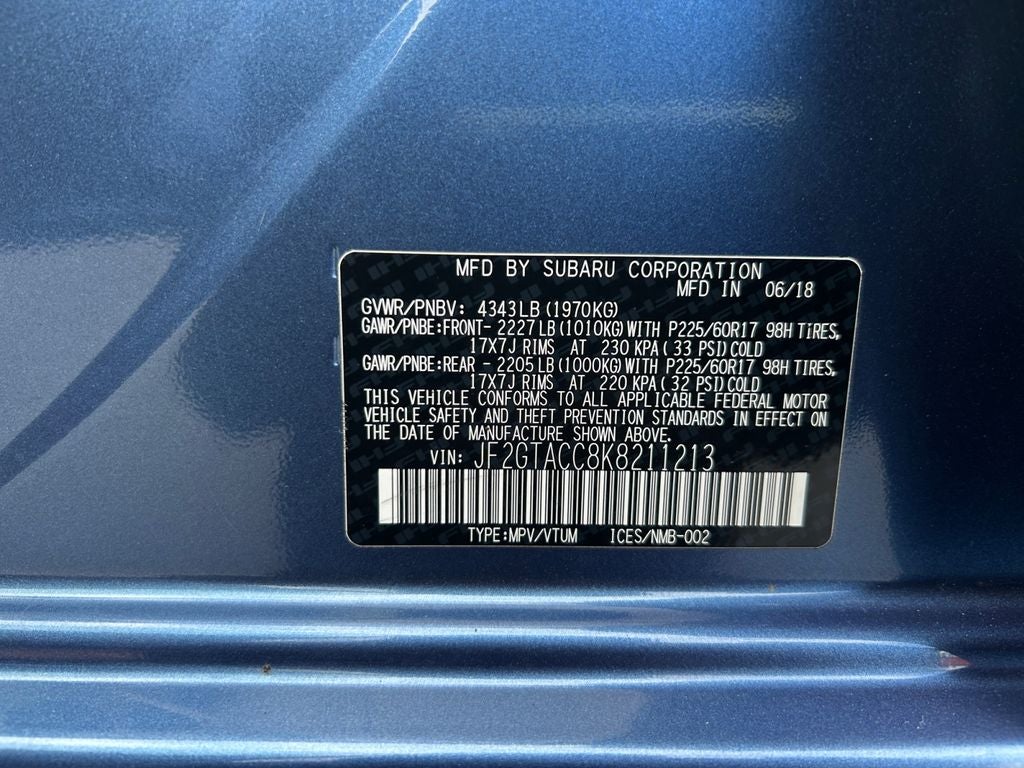 MFD BY SUBARU CORPORATION
MFD IN 06/18
GVWR/PNBV: 4343LB (1970KG)
GAWR/PNBE:FRONT- 2227LB (1010KG) WITH P225/60R17 98H TIRES,
17X7J RIMS AT 230 KPA (33 PSI) COLD
GAWR/PNBE:REAR - 2205LB (1000KG) WITH P225/60R17 98H TIRES,
17X7J RIMS AT 220 KPA (32 PSI) COLD
THIS VEHICLE CONFORMS TO ALL APPLICABLE FEDERAL MOTOR
VEHICLE SAFETY AND THEFT PREVENTION STANDARDS IN EFFECT ON
THE DATE OF MANUFACTURE SHOWN ABOVE.
VIN: JF2GTACC8K8211213
TYPE:MPV/VTUM ICES/NMB-002